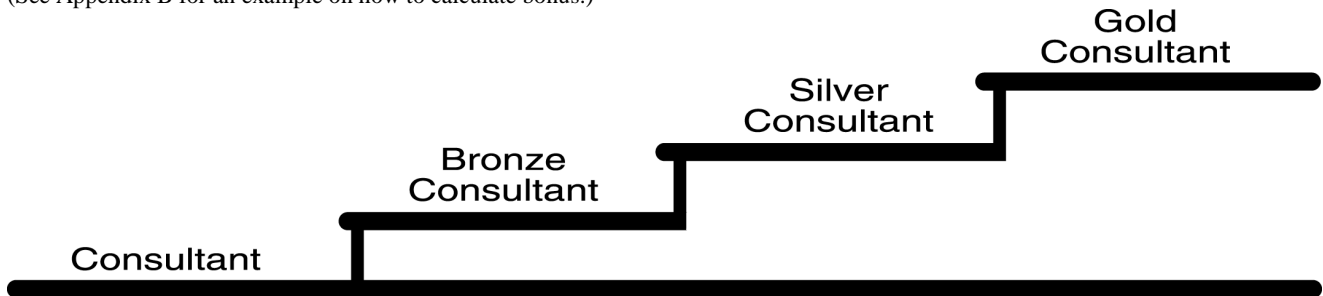 (See Appendix B for an example on how to calculate bonus.)
Gold
Consultant
Silver
Consultant
Bronze
Consultant
Consultant